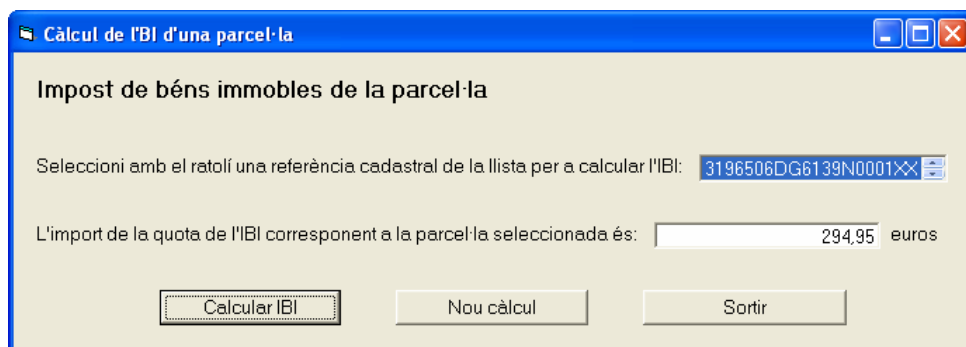 Càlcul de l'BI d'una parcel·la
Impost de béns immobles de la parcel·la
Seleccioni amb el ratolí una referència cadastral de la llista per a calcular l'IBI: 3196506DG6139N0001XX
L'import de la quota de l'IBI corresponent a la parcel·la seleccionada és: 294,95 euros
Calcular IBI Nou càlcul Sortir